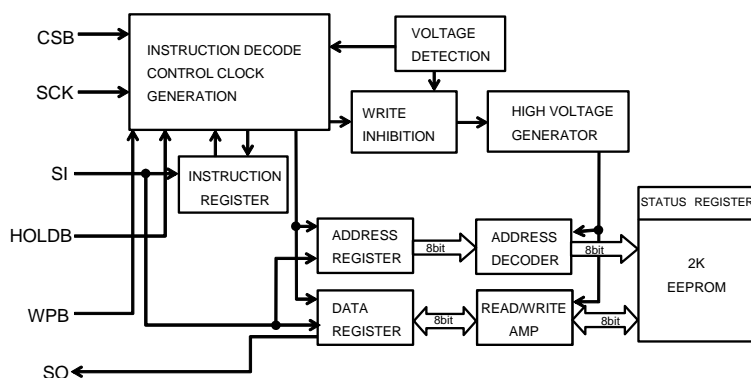 CSB
INSTRUCTION DECODE
CONTROL CLOCK
GENERATION
VOLTAGE
DETECTION
SCK
WRITE
INHIBITION
HIGH VOLTAGE
GENERATOR
SI
INSTRUCTION
REGISTER
STATUS REGISTER
HOLDB
ADDRESS
REGISTER
8bit
ADDRESS
DECODER
8bit
2K
EEPROM
WPB
DATA
REGISTER
8bit
READ/WRITE
AMP
8bit
SO